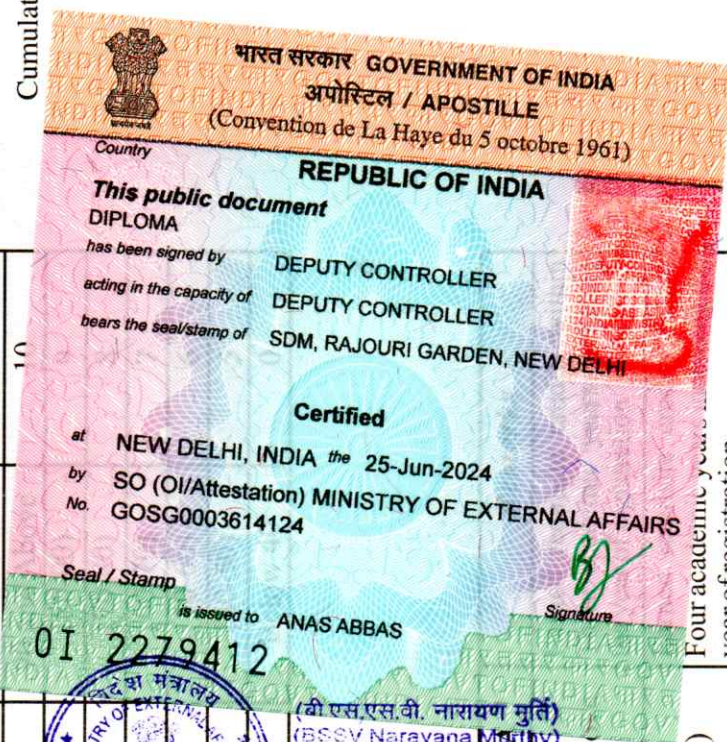 Cumulat
भारत सरकार GOVERNMENT OF INDIA
अपोस्टिल / APOSTILLE
(Convention de La Haye du 5 octobre 1961)
Country
REPUBLIC OF INDIA
This public document
DIPLOMA
has been signed by DEPUTY CONTROLLER
acting in the capacity of DEPUTY CONTROLLER
bears the seal/stamp of SDM, RAJOURI GARDEN, NEW DELHI
Certified
at NEW DELHI, INDIA the 25-Jun-2024
by SO (OI/Attestation) MINISTRY OF EXTERNAL AFFAIRS
No. GOSG0003614124
Seal / Stamp
Signature
is issued to ANAS ABBAS
OI 2279412
विदेश मंत्रालय
(बी.एस.एस.वी. नारायण मुर्ति)
(BSSV Narayana Murthy)
10
Four academic years
of registration